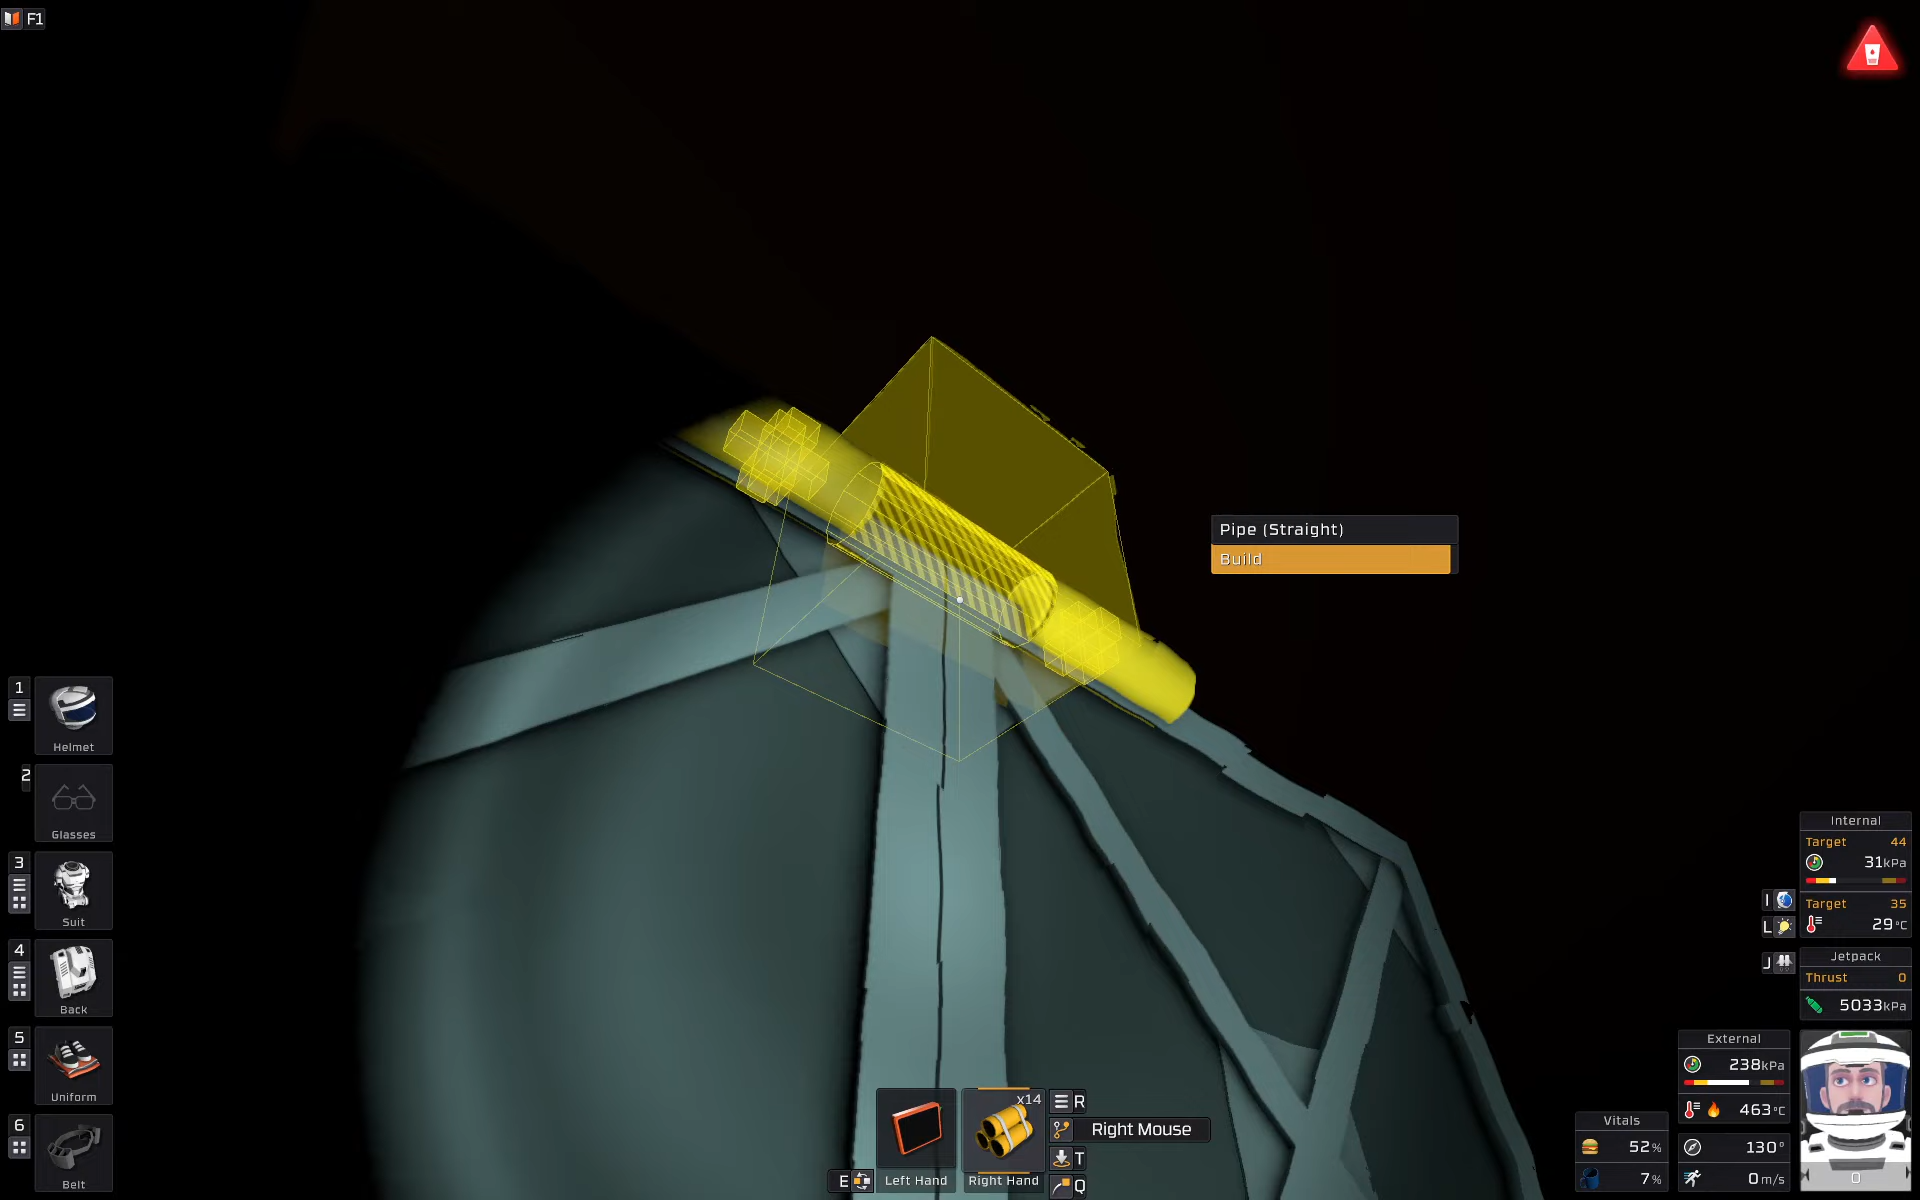 F1
Pipe (Straight)
Build
1
Helmet
2
Glasses
3
Suit
4
Back
5
Uniform
6
Belt
E
Left Hand
x14
Right Hand
R
Right Mouse
T
Q
Internal
Target 44
31kPa
Target 35
29°C
I
L
J
Jetpack
Thrust 0
5033kPa
External
238kPa
463°C
130°
0m/s
Vitals
52%
7%
0